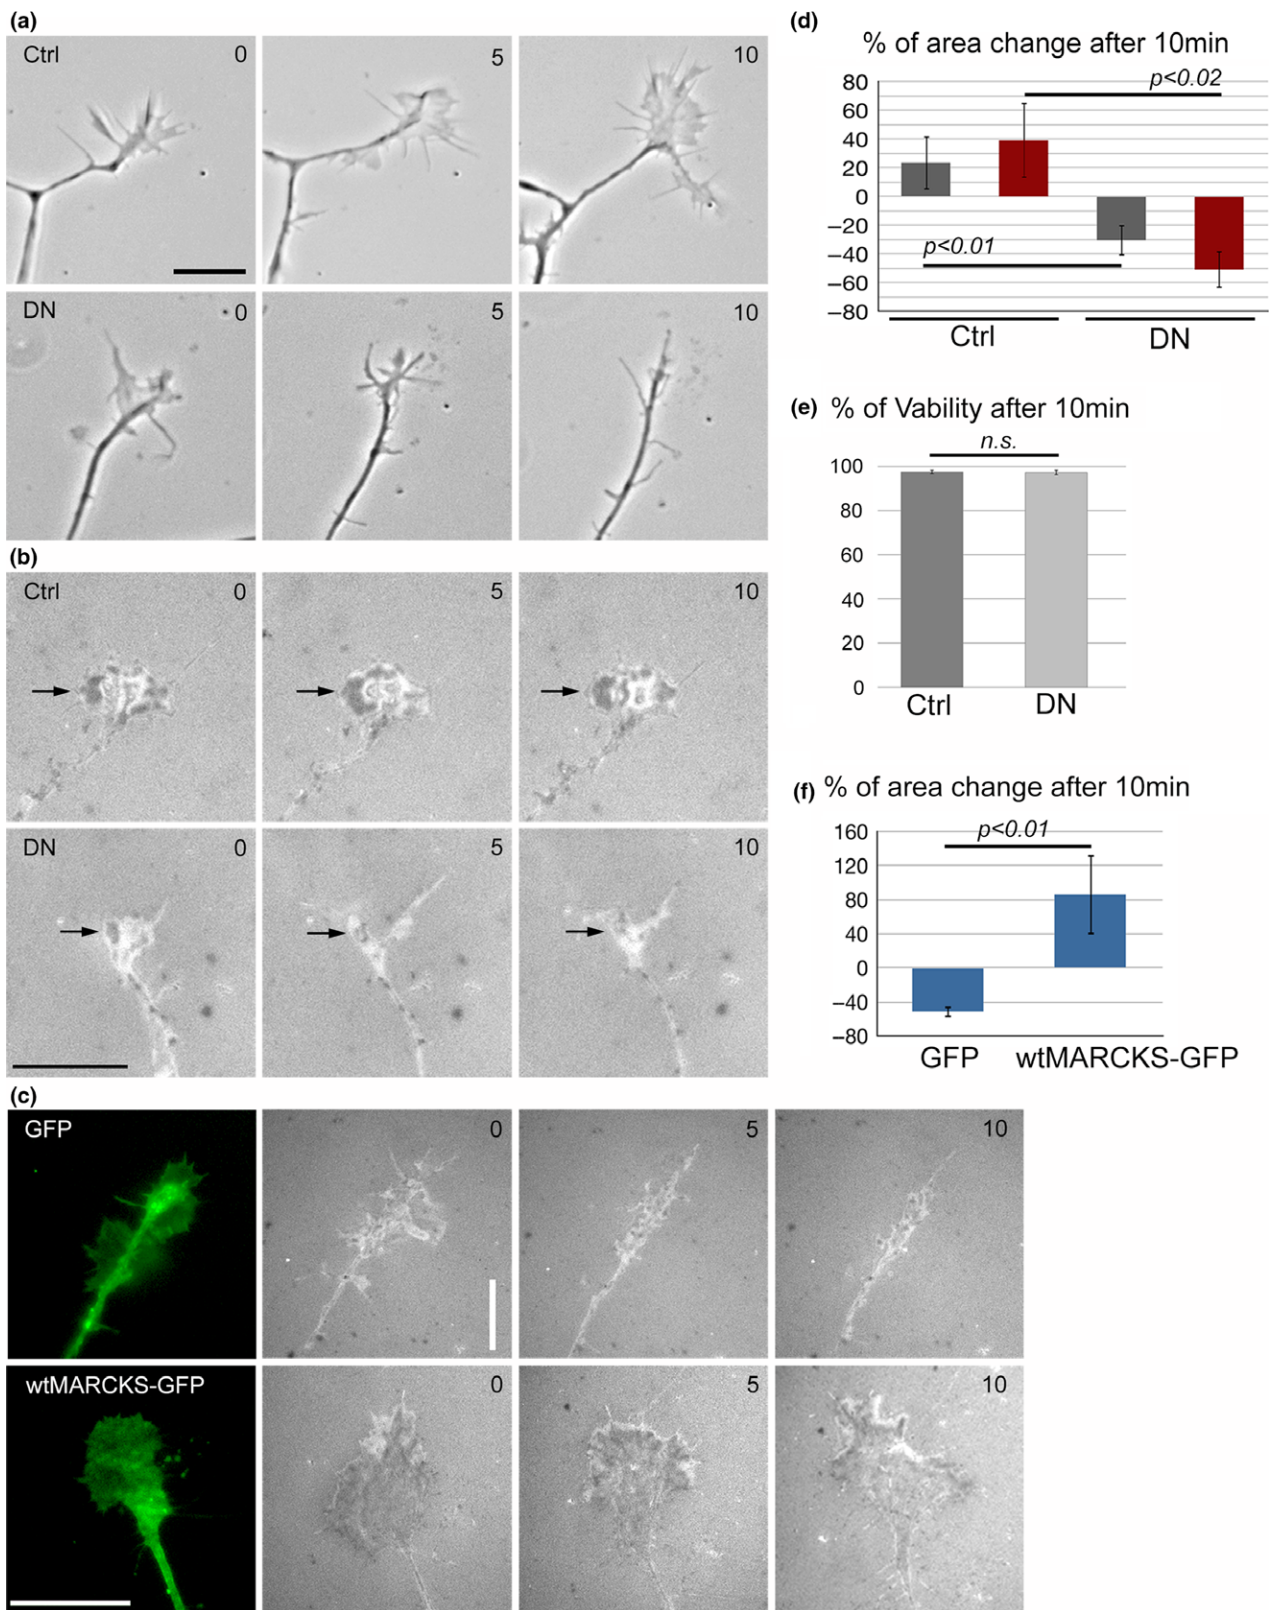 (a)
Ctrl 0
5
10
DN 0
5
10
(b)
Ctrl 0
5
10
DN 0
5
10
(c)
GFP
0
5
10
wtMARCKS-GFP
0
5
10
(d)
% of area change after 10min
p<0.02
80
60
40
20
0
–20
–40
–60
–80
p<0.01
Ctrl DN
(e) % of Vability after 10min
n.s.
100
80
60
40
20
0
Ctrl DN
(f) % of area change after 10min
p<0.01
160
120
80
40
0
–40
–80
GFP wtMARCKS-GFP